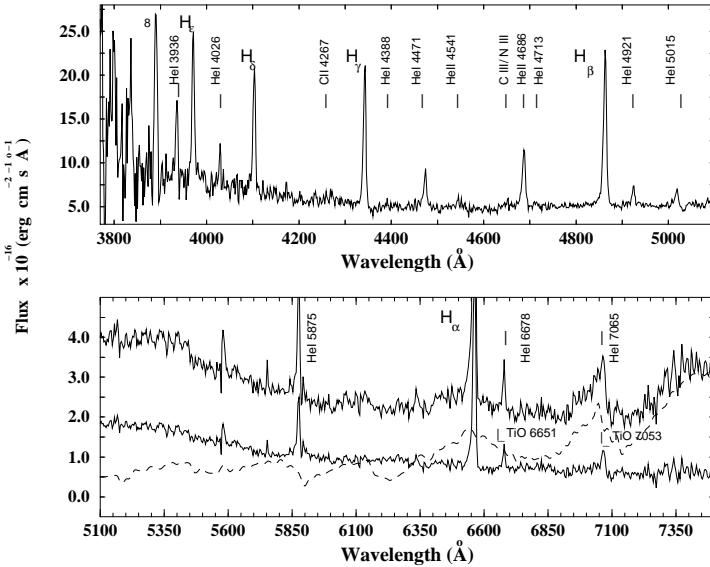 25.0
20.0
15.0
10.0
5.0
8
Hε
HeI 3936
HeI 4026
Hδ
CII 4267
Hγ
HeI 4388
HeI 4471
HeII 4541
C III/ N III
HeII 4686
HeI 4713
Hβ
HeI 4921
HeI 5015
3800 4000 4200 4400 4600 4800 5000
Wavelength (Å)
Flux x 10⁻¹⁶ (erg cm⁻² s⁻¹ Å⁻¹)
4.0
3.0
2.0
1.0
0.0
HeI 5875
Hα
HeI 6678
HeI 7065
TiO 6651
TiO 7053
5100 5350 5600 5850 6100 6350 6600 6850 7100 7350
Wavelength (Å)